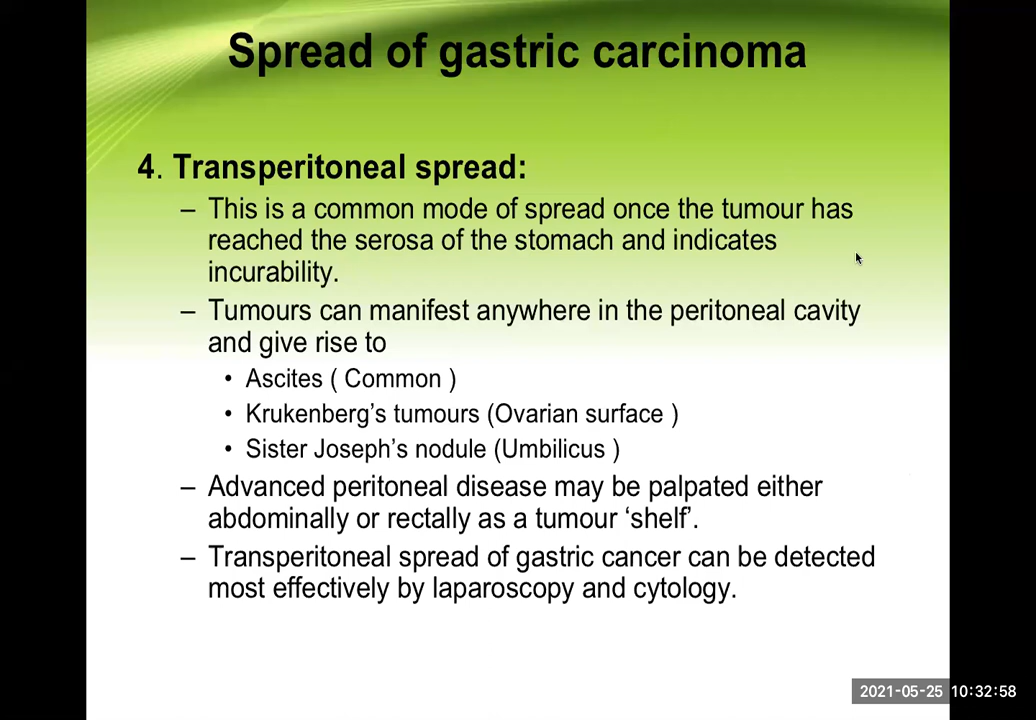 Spread of gastric carcinoma
4. Transperitoneal spread:
– This is a common mode of spread once the tumour has
reached the serosa of the stomach and indicates
incurability.
– Tumours can manifest anywhere in the peritoneal cavity
and give rise to
• Ascites ( Common )
• Krukenberg’s tumours (Ovarian surface )
• Sister Joseph’s nodule (Umbilicus )
– Advanced peritoneal disease may be palpated either
abdominally or rectally as a tumour ‘shelf’.
– Transperitoneal spread of gastric cancer can be detected
most effectively by laparoscopy and cytology.
2021-05-25 10:32:58